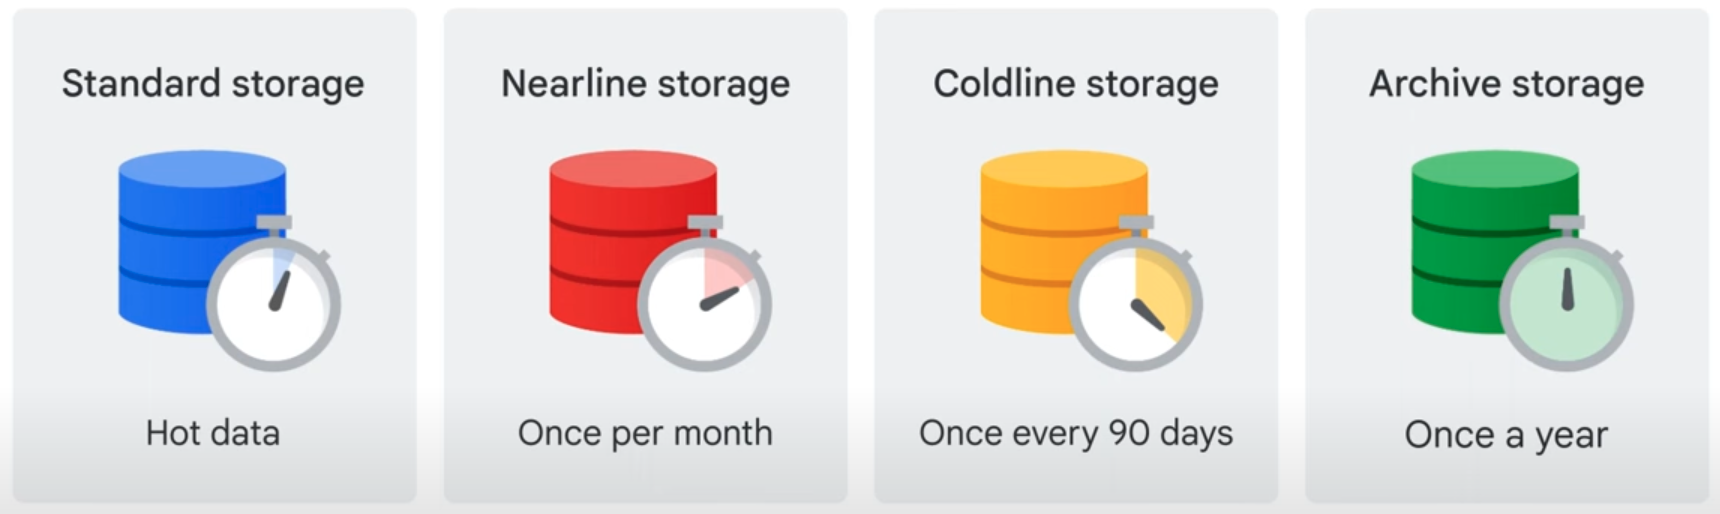 Standard storage
Hot data
Nearline storage
Once per month
Coldline storage
Once every 90 days
Archive storage
Once a year